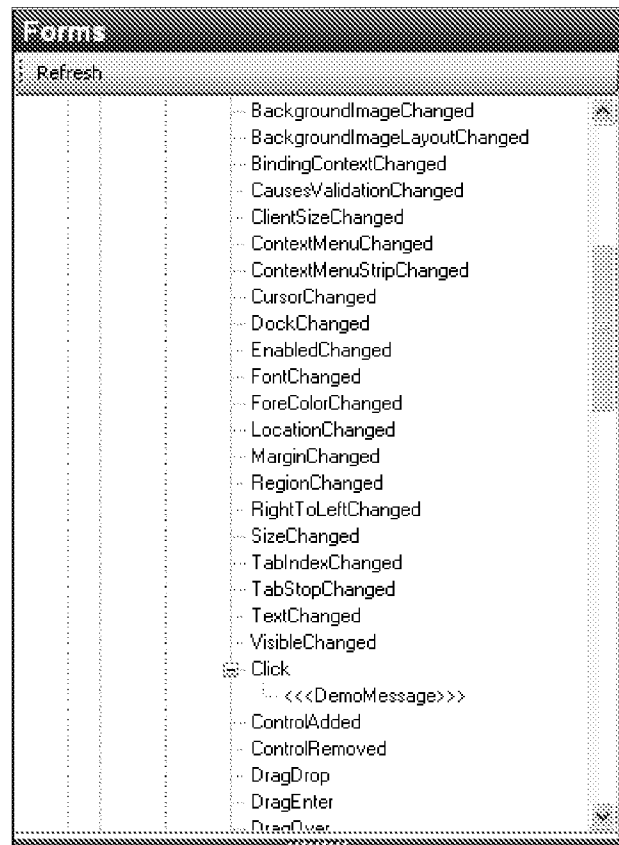 Forms
Refresh
BackgroundImageChanged
BackgroundImageLayoutChanged
BindingContextChanged
CausesValidationChanged
ClientSizeChanged
ContextMenuChanged
ContextMenuStripChanged
CursorChanged
DockChanged
EnabledChanged
FontChanged
ForeColorChanged
LocationChanged
MarginChanged
RegionChanged
RightToLeftChanged
SizeChanged
TabIndexChanged
TabStopChanged
TextChanged
VisibleChanged
Click
<<<DemoMessage>>>
ControlAdded
ControlRemoved
DragDrop
DragEnter
DragOver